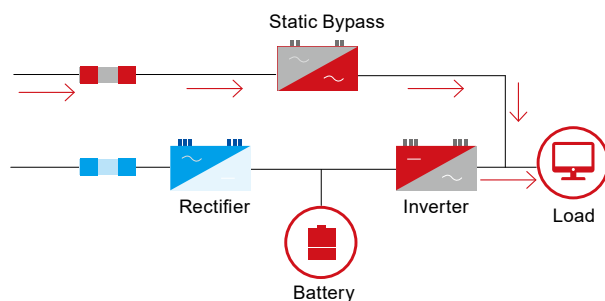 Static Bypass
Rectifier
Inverter
Load
Battery